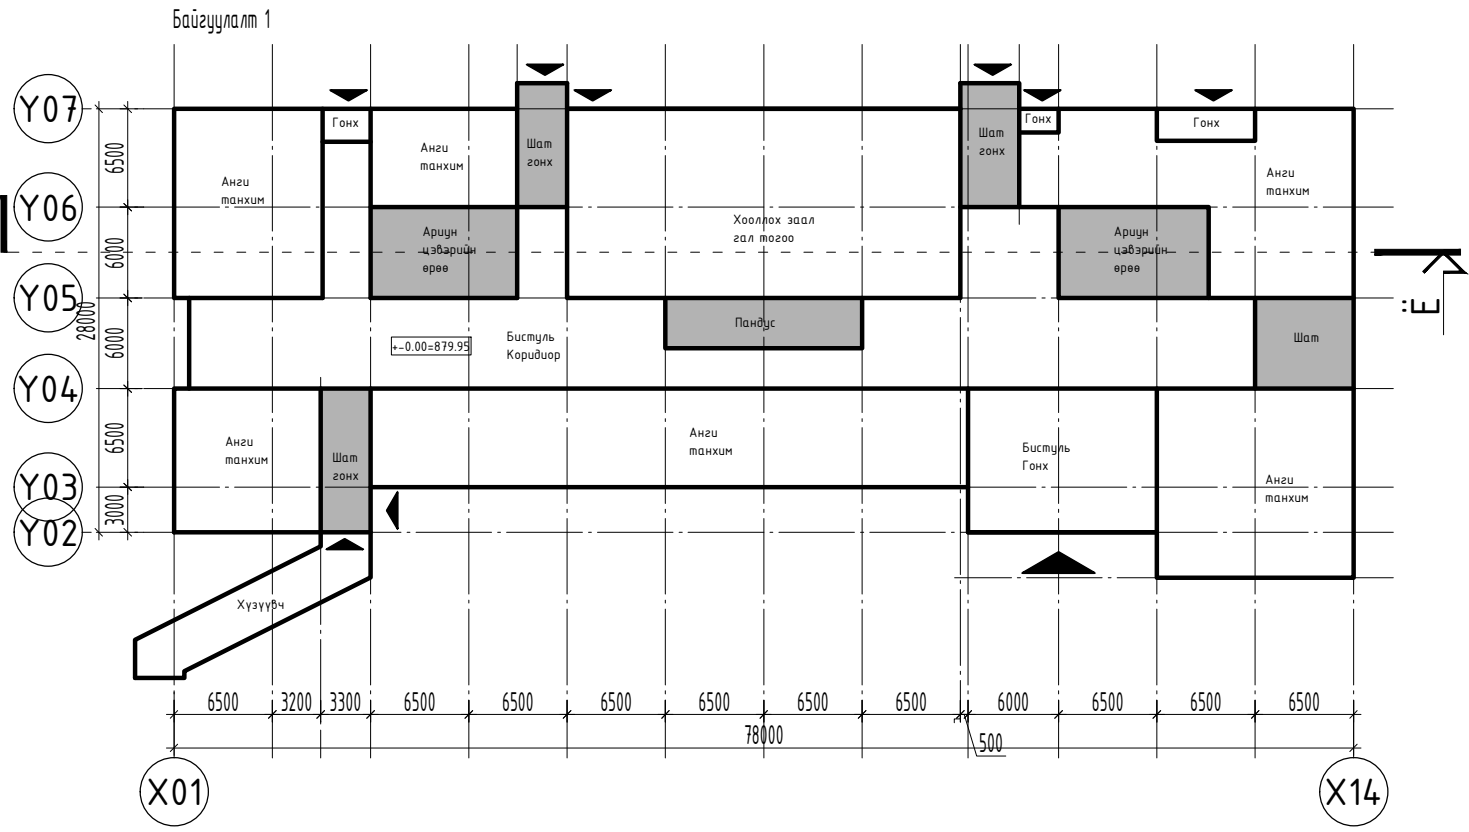 Байгуулалт 1
Y07
Y06
Y05
Y04
Y03
Y02
6500
6000
6000
6500
3000
28000
Гонх
Анги
танхим
Анги
танхим
Шат
гонх
Ариун
цэвэрийн
өрөө
Хооллох заал
гал тогоо
Шат
гонх
Гонх
Гонх
Анги
танхим
Ариун
цэвэрийн
өрөө
Пандус
Шат
+-0.00=879.95
Бистуль
Коридиор
Анги
танхим
Шат
гонх
Анги
танхим
Бистуль
Гонх
Анги
танхим
Хүзүүвч
Ё
6500 3200 3300 6500 6500 6500 6500 6500 6500 6000 6500 6500 6500
78000
500
X01
X14